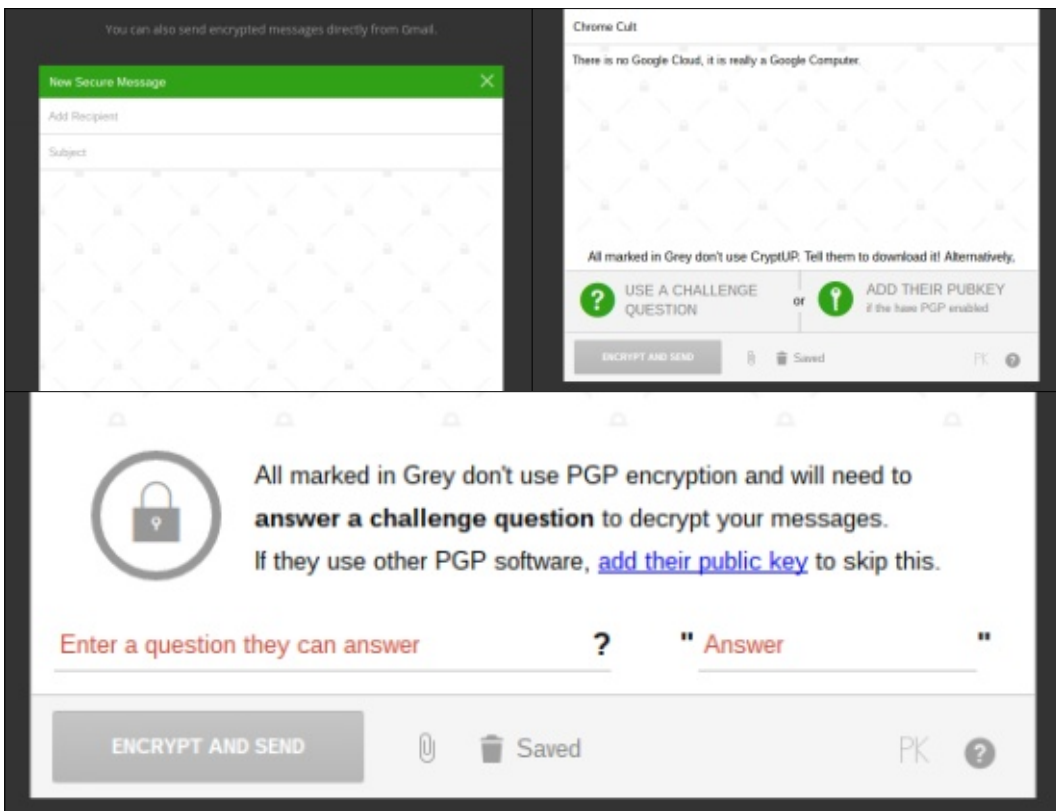 You can also send encrypted messages directly from Gmail.
New Secure Message
Add Recipient
Subject
Chrome Cult
There is no Google Cloud, it is really a Google Computer.
All marked in Grey don't use CryptUP. Tell them to download it! Alternatively,
USE A CHALLENGE
QUESTION
or
ADD THEIR PUBKEY
if the have PGP enabled
ENCRYPT AND SEND
Saved
PK
All marked in Grey don't use PGP encryption and will need to
answer a challenge question to decrypt your messages.
If they use other PGP software, add their public key to skip this.
Enter a question they can answer ? " Answer "
ENCRYPT AND SEND Saved PK ?